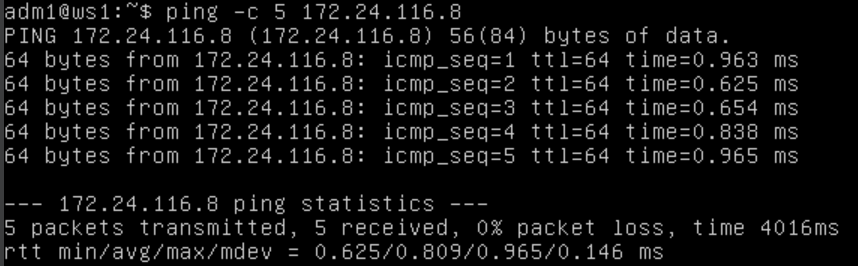 adm1@ws1:~$ ping -c 5 172.24.116.8
PING 172.24.116.8 (172.24.116.8) 56(84) bytes of data.
64 bytes from 172.24.116.8: icmp_seq=1 ttl=64 time=0.963 ms
64 bytes from 172.24.116.8: icmp_seq=2 ttl=64 time=0.625 ms
64 bytes from 172.24.116.8: icmp_seq=3 ttl=64 time=0.654 ms
64 bytes from 172.24.116.8: icmp_seq=4 ttl=64 time=0.838 ms
64 bytes from 172.24.116.8: icmp_seq=5 ttl=64 time=0.965 ms

--- 172.24.116.8 ping statistics ---
5 packets transmitted, 5 received, 0% packet loss, time 4016ms
rtt min/avg/max/mdev = 0.625/0.809/0.965/0.146 ms